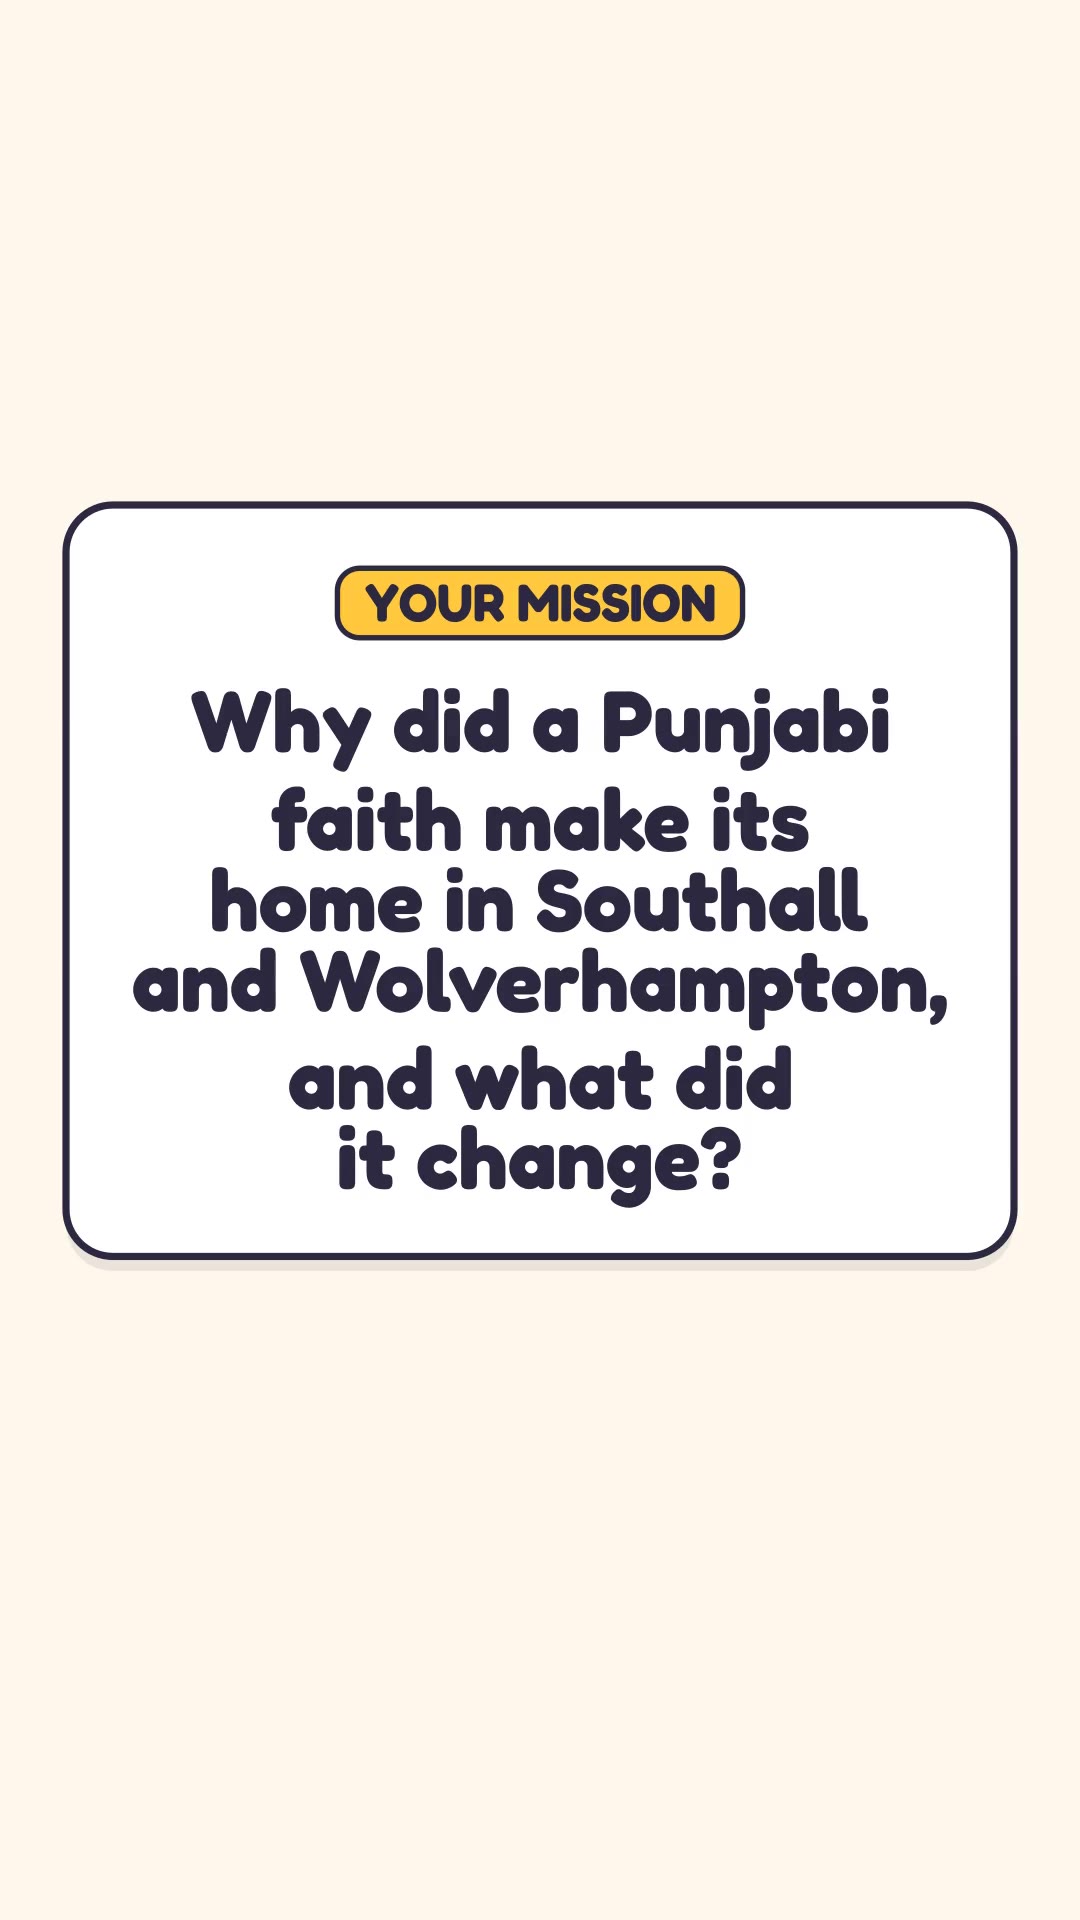 YOUR MISSION
Why did a Punjabi
faith make its
home in Southall
and Wolverhampton,
and what did
it change?